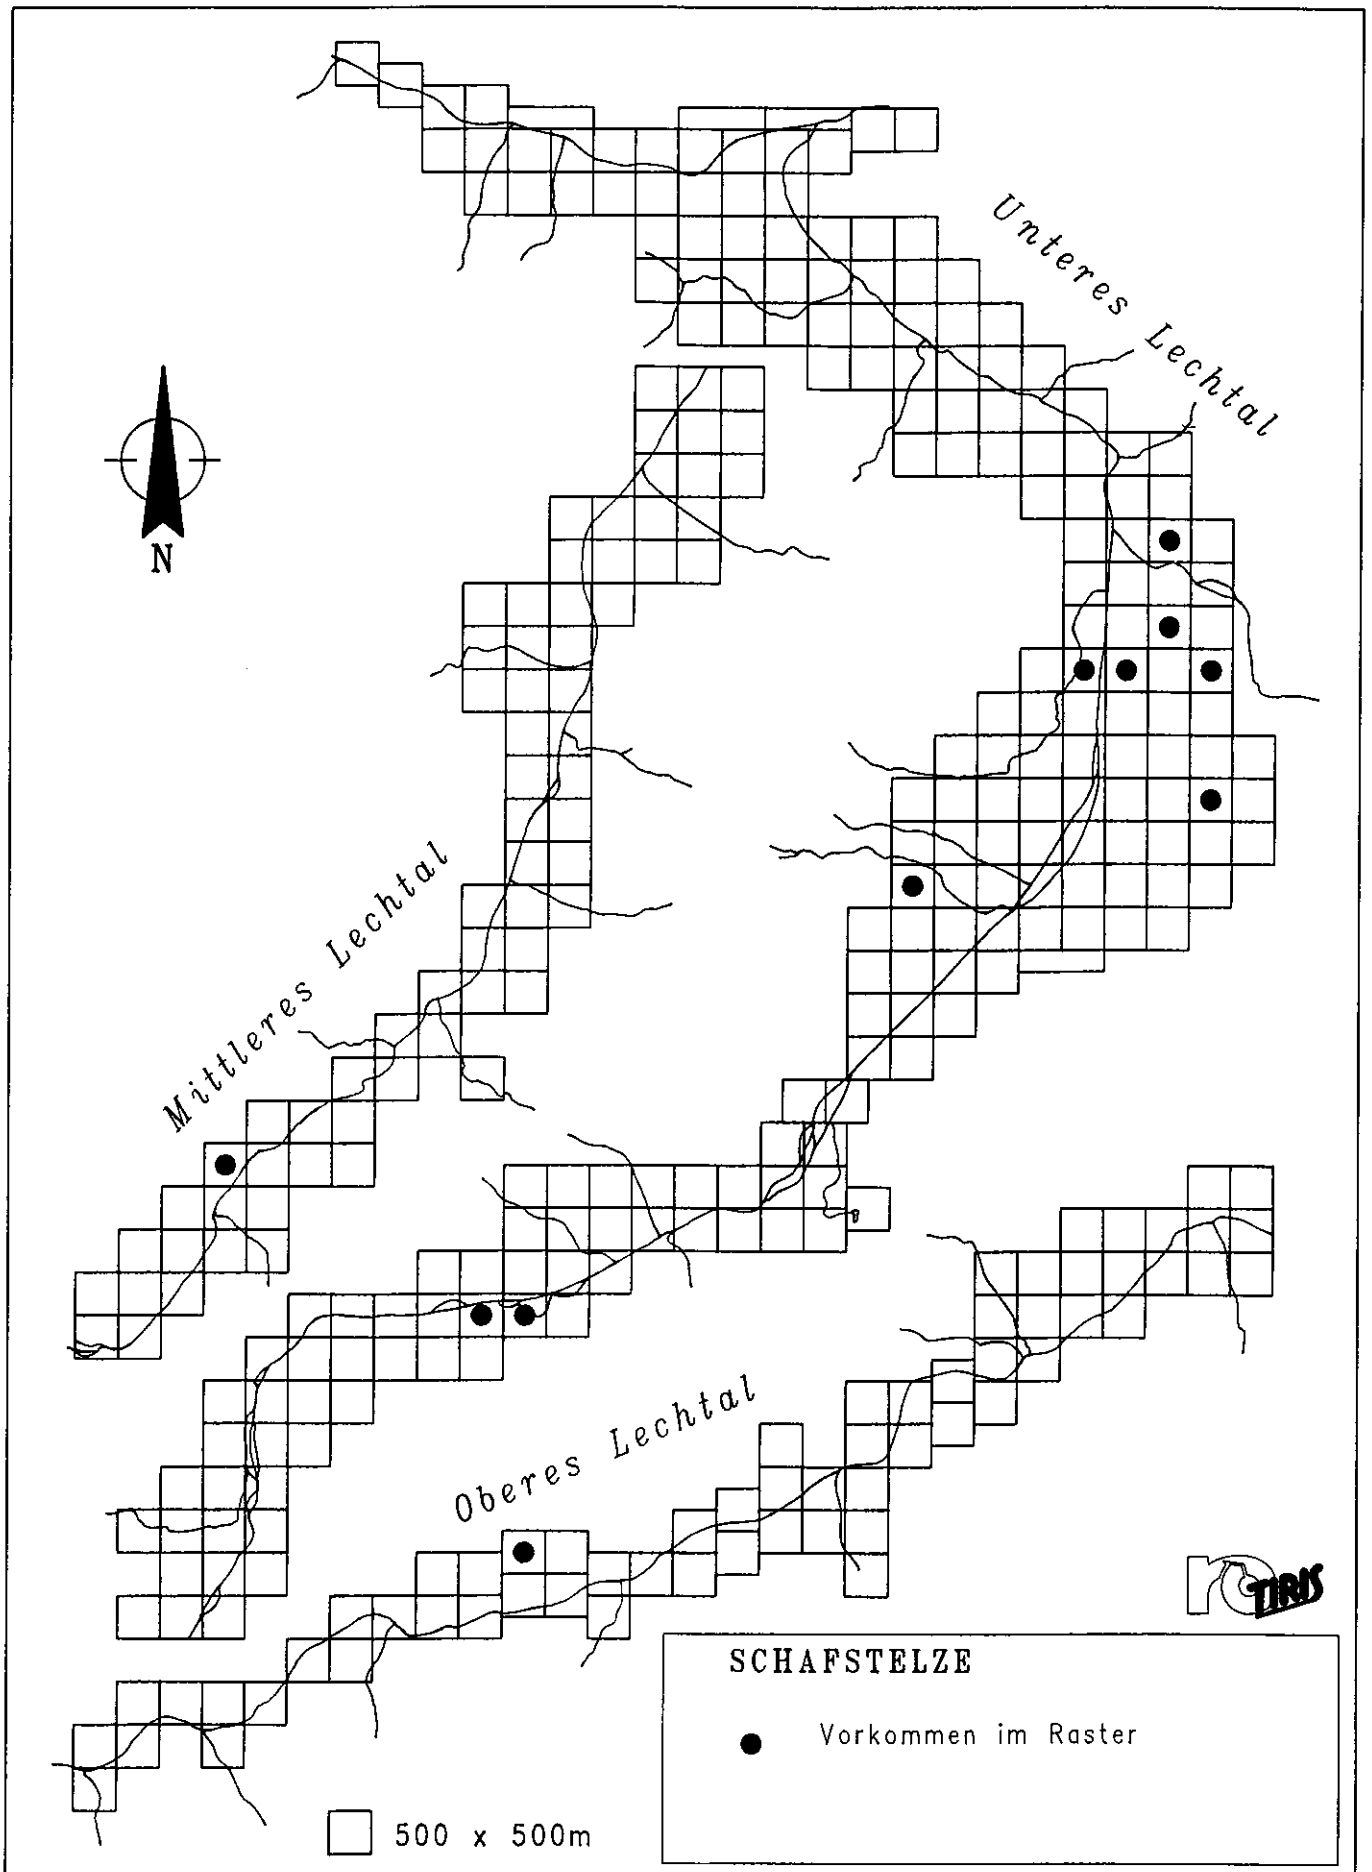 Unteres Lechtal
N
Mittleres Lechtal
Oberes Lechtal
TIRIS
SCHAFSTELZE
Vorkommen im Raster
500 x 500m